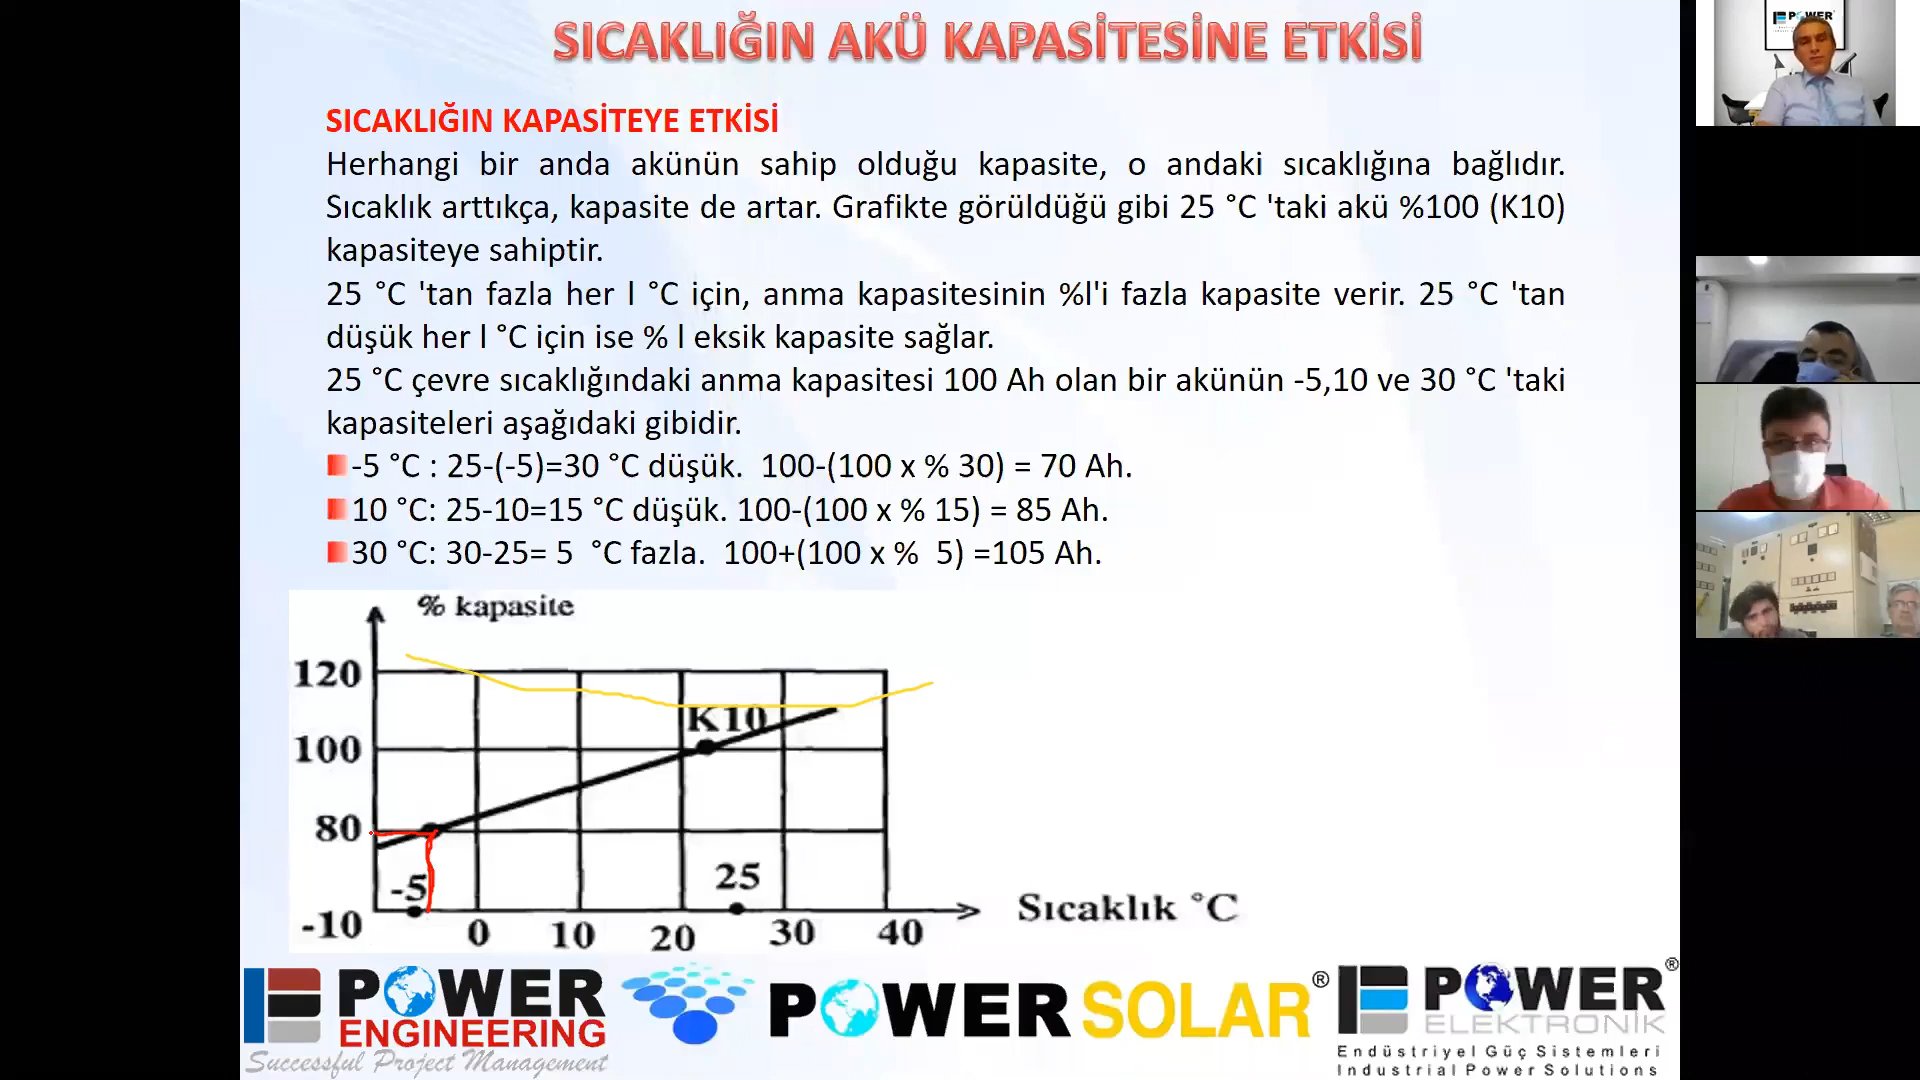 SICAKLIĞIN AKÜ KAPASİTESİNE ETKİSİ
SICAKLIĞIN KAPASİTEYE ETKİSİ
Herhangi bir anda akünün sahip olduğu kapasite, o andaki sıcaklığına bağlıdır.
Sıcaklık arttıkça, kapasite de artar. Grafikte görüldüğü gibi 25 °C 'taki akü %100 (K10)
kapasiteye sahiptir.
25 °C 'tan fazla her l °C için, anma kapasitesinin %l'i fazla kapasite verir. 25 °C 'tan
düşük her l °C için ise % l eksik kapasite sağlar.
25 °C çevre sıcaklığındaki anma kapasitesi 100 Ah olan bir akünün -5,10 ve 30 °C 'taki
kapasiteleri aşağıdaki gibidir.
-5 °C : 25-(-5)=30 °C düşük. 100-(100 x % 30) = 70 Ah.
10 °C: 25-10=15 °C düşük. 100-(100 x % 15) = 85 Ah.
30 °C: 30-25= 5 °C fazla. 100+(100 x % 5) =105 Ah.
% kapasite
120
K10
100
80
-5
25
-10
0 10 20 30 40
Sıcaklık °C
POWER
ENGINEERING
Successful Project Management
POWER SOLAR®
POWER®
ELEKTRONİK
Endüstriyel Güç Sistemleri
Industrial Power Solutions
POWER